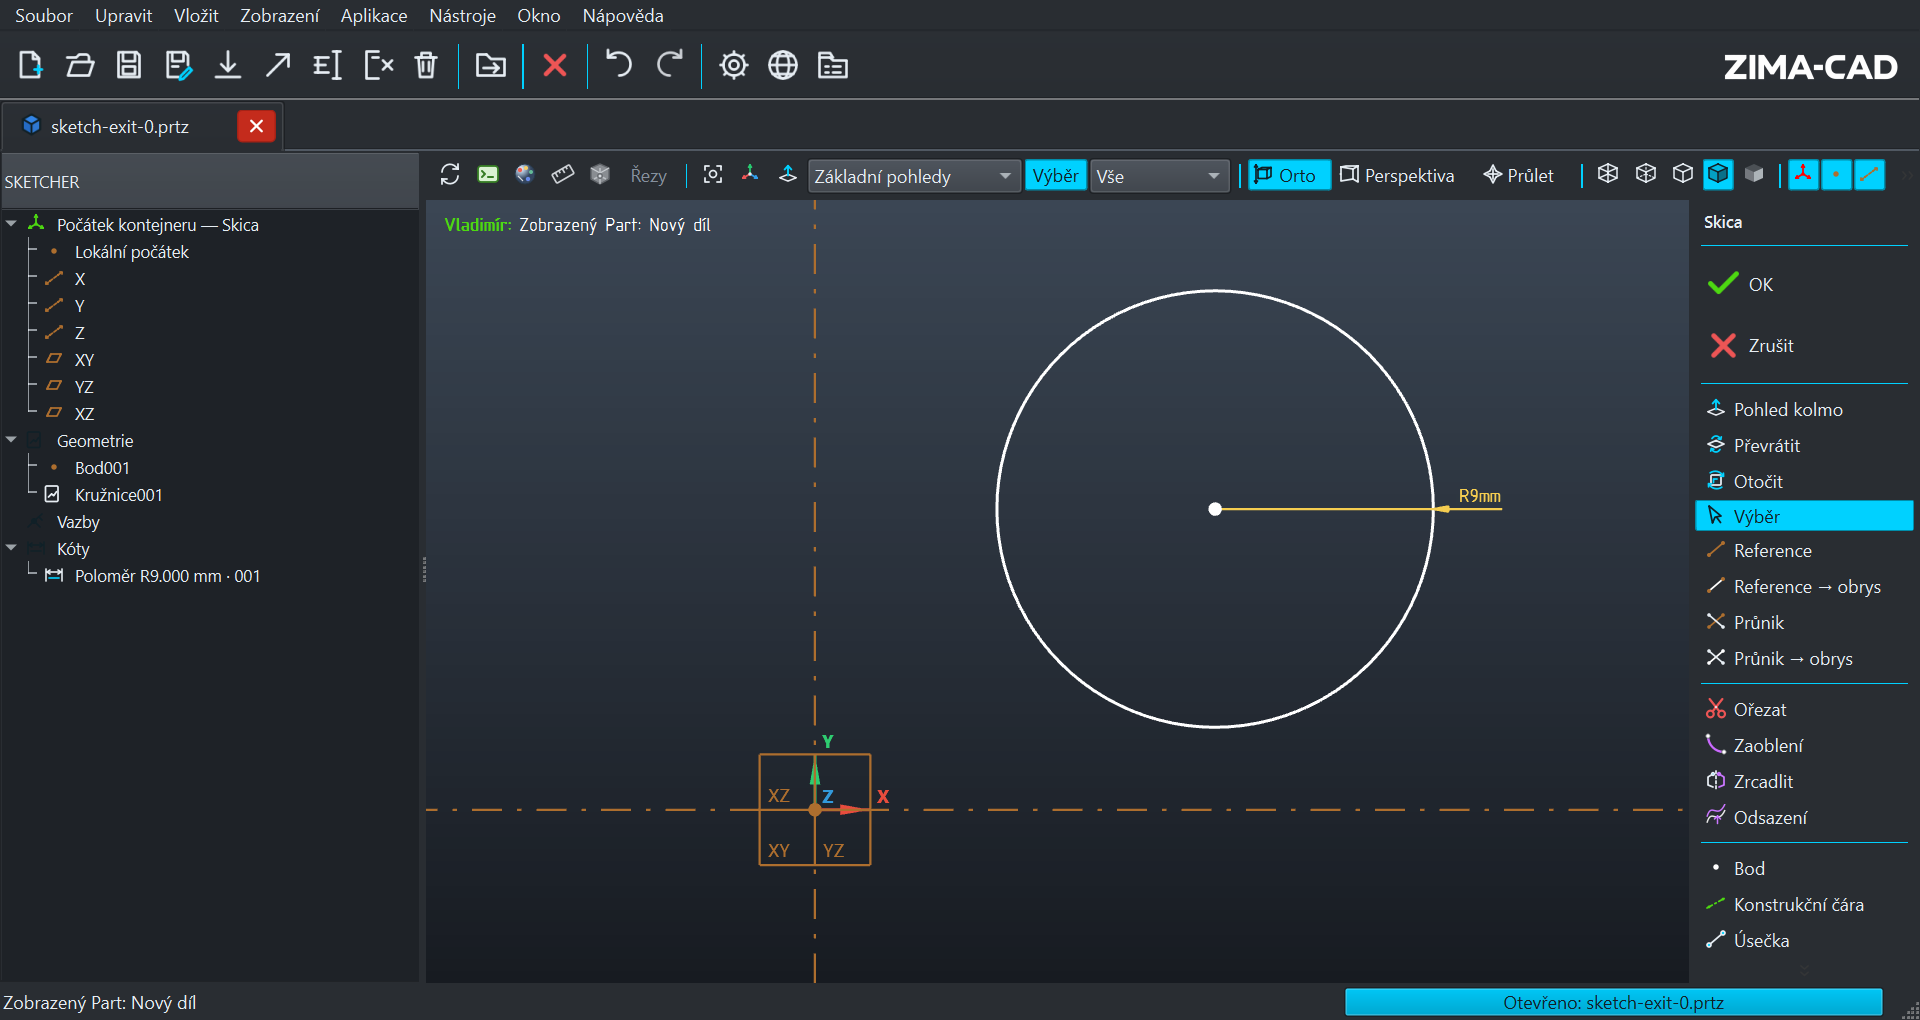 Soubor Upravit Vložit Zobrazení Aplikace Nástroje Okno Nápověda
ZIMA-CAD
sketch-exit-0.prtz
SKETCHER
Řezy Základní pohledy Výběr Vše Orto Perspektiva Průlet
Počátek kontejneru — Skica
Lokální počátek
X
Y
Z
XY
YZ
XZ
Geometrie
Bod001
Kružnice001
Vazby
Kóty
Poloměr R9.000 mm · 001
Vladimír: Zobrazený Part: Nový díl
R9mm
Y
XZ Z X
XY YZ
Skica
OK
Zrušit
Pohled kolmo
Převrátit
Otočit
Výběr
Reference
Reference → obrys
Průnik
Průnik → obrys
Ořezat
Zaoblení
Zrcadlit
Odsazení
Bod
Konstrukční čára
Úsečka
Zobrazený Part: Nový díl
Otevřeno: sketch-exit-0.prtz